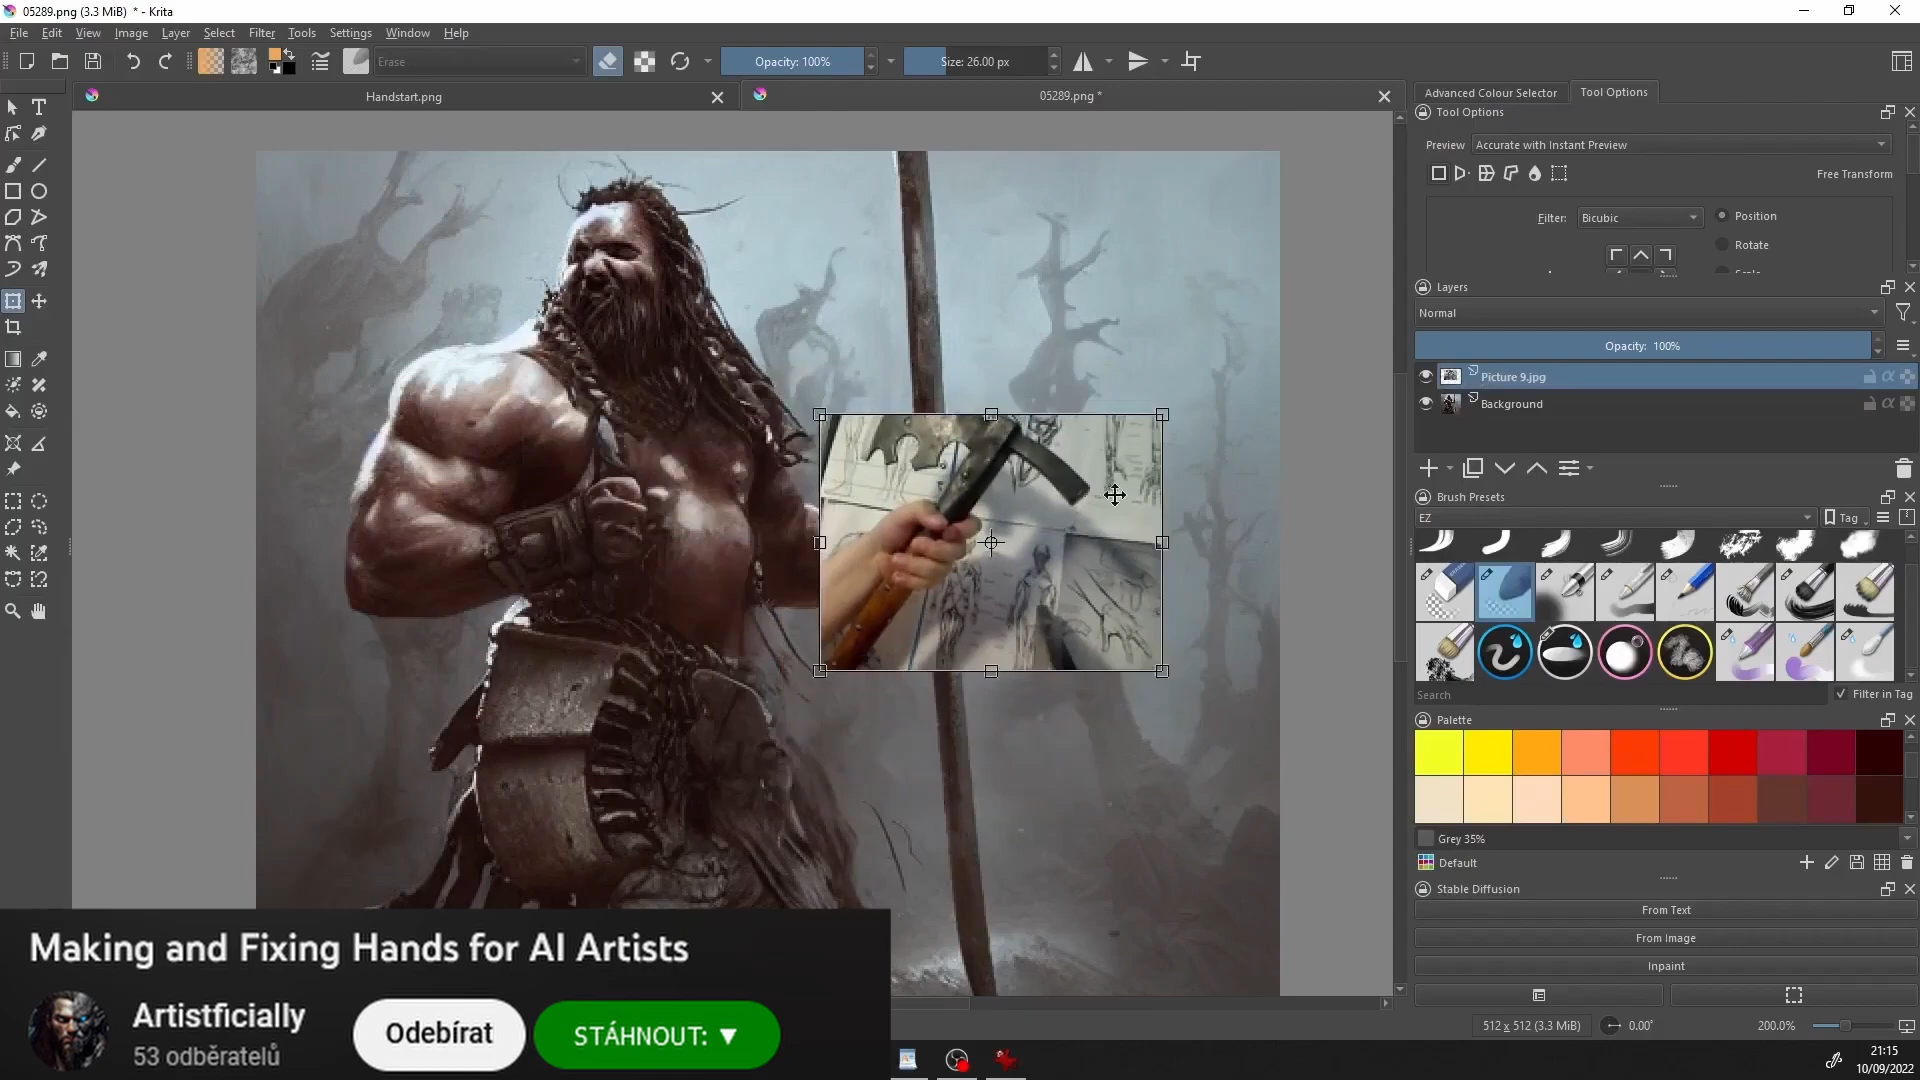 05289.png (3.3 MiB) * - Krita
File Edit View Image Layer Select Filter Tools Settings Window Help
Erase
Opacity: 100%
Size: 26.00 px
Handstart.png
05289.png *
Advanced Colour Selector
Tool Options
Tool Options
Preview Accurate with Instant Preview
Free Transform
Filter: Bicubic
Position
Rotate
Layers
Normal
Opacity: 100%
Picture 9.jpg
Background
Brush Presets
EZ
Tag
Search
Filter in Tag
Palette
Grey 35%
Default
Stable Diffusion
From Text
From Image
Inpaint
512 x 512 (3.3 MiB)
0.00°
200.0%
Making and Fixing Hands for AI Artists
Artistficially
53 odběratelů
Odebírat
STÁHNOUT: ▼
21:15
10/09/2022